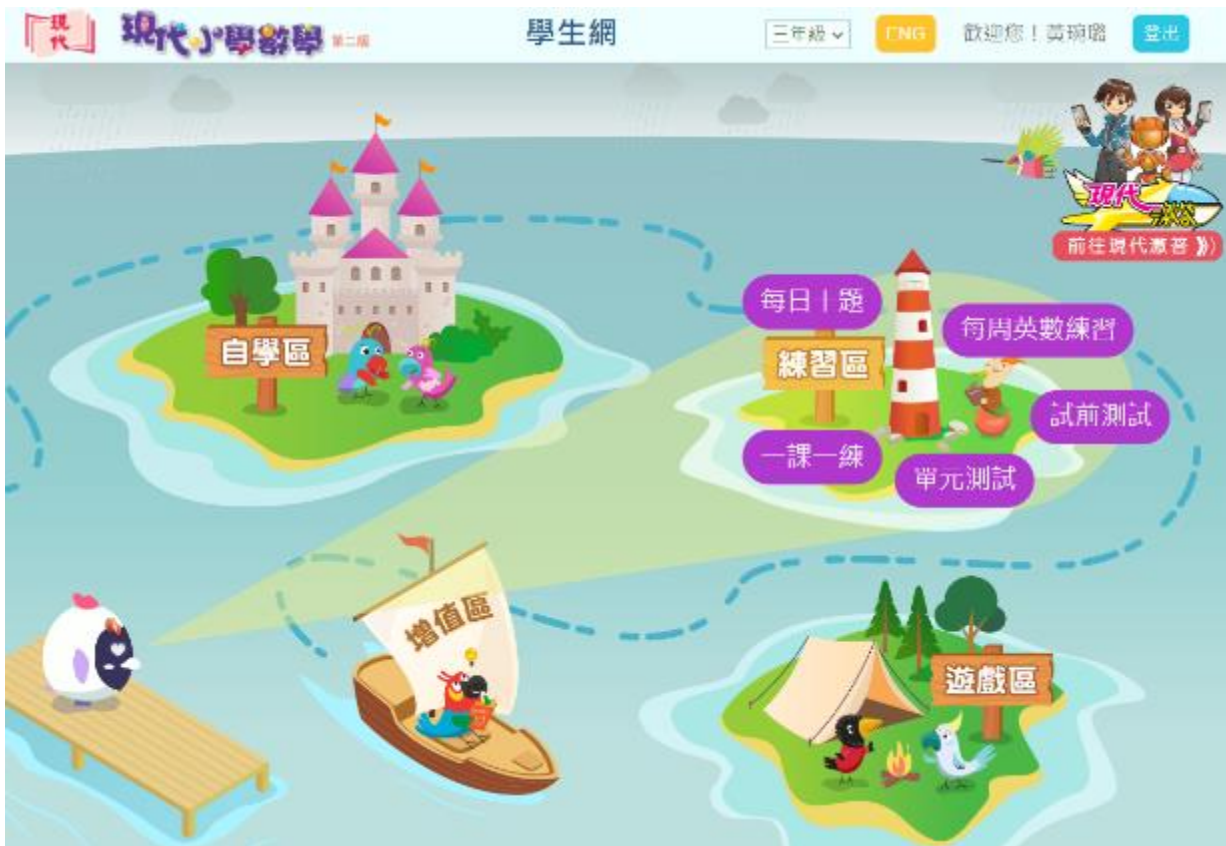 現代
現代小學數學 第二版
學生網
三年級
ENG
歡迎您！黃琬璐
登出
現代
前往現代激答 》
自學區
每日一題
每周英數練習
練習區
試前測試
一課一練
單元測試
增值區
遊戲區